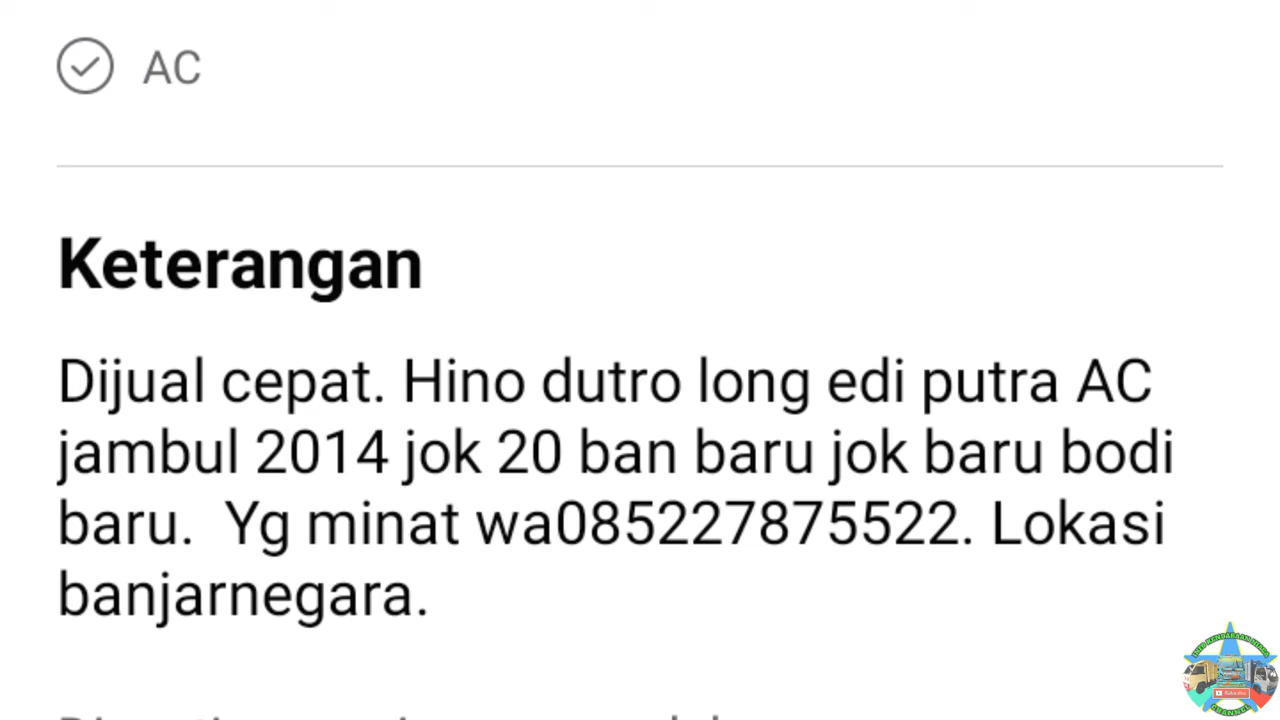 AC
Keterangan
Dijual cepat. Hino dutro long edi putra AC
jambul 2014 jok 20 ban baru jok baru bodi
baru.  Yg minat wa085227875522. Lokasi
banjarnegara.
CHANNEL